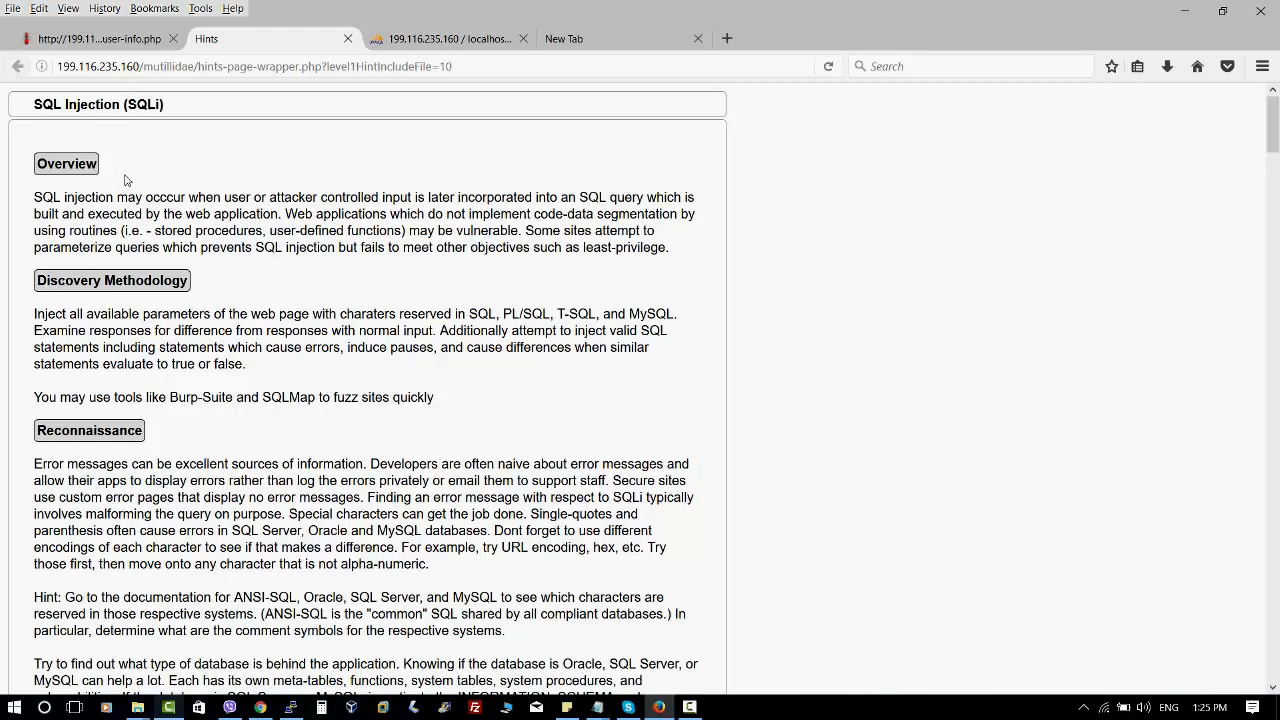 File Edit View History Bookmarks Tools Help
http://199.11...user-info.php Hints 199.116.235.160 / localhos... New Tab
199.116.235.160/mutillidae/hints-page-wrapper.php?level1HintIncludeFile=10 Search
SQL Injection (SQLi)
Overview
SQL injection may occcur when user or attacker controlled input is later incorporated into an SQL query which is
built and executed by the web application. Web applications which do not implement code-data segmentation by
using routines (i.e. - stored procedures, user-defined functions) may be vulnerable. Some sites attempt to
parameterize queries which prevents SQL injection but fails to meet other objectives such as least-privilege.
Discovery Methodology
Inject all available parameters of the web page with charaters reserved in SQL, PL/SQL, T-SQL, and MySQL.
Examine responses for difference from responses with normal input. Additionally attempt to inject valid SQL
statements including statements which cause errors, induce pauses, and cause differences when similar
statements evaluate to true or false.
You may use tools like Burp-Suite and SQLMap to fuzz sites quickly
Reconnaissance
Error messages can be excellent sources of information. Developers are often naive about error messages and
allow their apps to display errors rather than log the errors privately or email them to support staff. Secure sites
use custom error pages that display no error messages. Finding an error message with respect to SQLi typically
involves malforming the query on purpose. Special characters can get the job done. Single-quotes and
parenthesis often cause errors in SQL Server, Oracle and MySQL databases. Dont forget to use different
encodings of each character to see if that makes a difference. For example, try URL encoding, hex, etc. Try
those first, then move onto any character that is not alpha-numeric.
Hint: Go to the documentation for ANSI-SQL, Oracle, SQL Server, and MySQL to see which characters are
reserved in those respective systems. (ANSI-SQL is the "common" SQL shared by all compliant databases.) In
particular, determine what are the comment symbols for the respective systems.
Try to find out what type of database is behind the application. Knowing if the database is Oracle, SQL Server, or
MySQL can help a lot. Each has its own meta-tables, functions, system tables, system procedures, and
ENG 1:25 PM